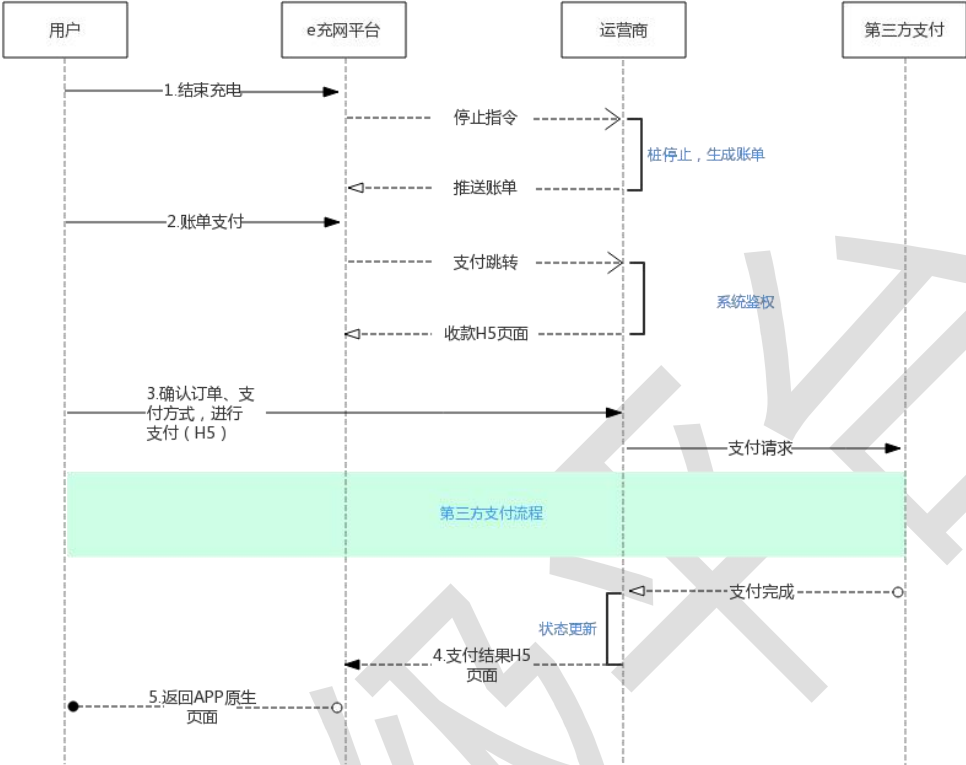 用户
e充网平台
运营商
第三方支付
1.结束充电
停止指令
桩停止，生成账单
推送账单
2.账单支付
支付跳转
系统鉴权
收款H5页面
3.确认订单、支
付方式，进行
支付（H5）
支付请求
第三方支付流程
支付完成
状态更新
4.支付结果H5
页面
5.返回APP原生
页面